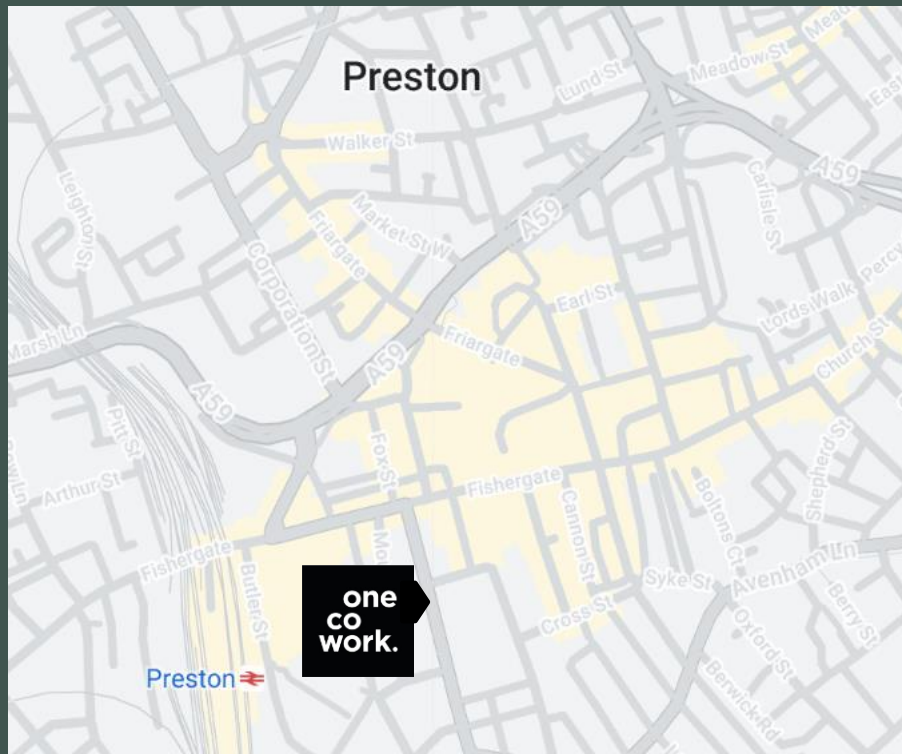 Preston
Lund St
Meadow St
Walker St
A59
Leighton St
Friargate
Market St W
A59
Carlisle St
Corporation St
Earl St
Lords Walk
Percy
Marsh Ln
A59
Friargate
Church St
A59
Pitt St
Fox St
Arthur St
Fishergate
Cannon St
Boltons Ct
Shepherd St
Fishergate
Butler St
Syke St
Avenham Ln
Berry St
one
co
work.
Cross St
Oxford St
Preston
Berwick Rd